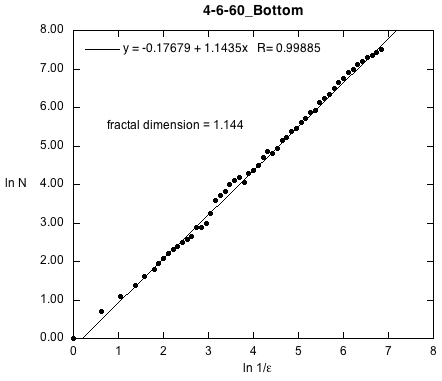 4-6-60_Bottom
8.00
y = -0.17679 + 1.1435x R= 0.99885
7.00
6.00
fractal dimension = 1.144
5.00
ln N
4.00
3.00
2.00
1.00
0.00
0 1 2 3 4 5 6 7 8
ln 1/ε